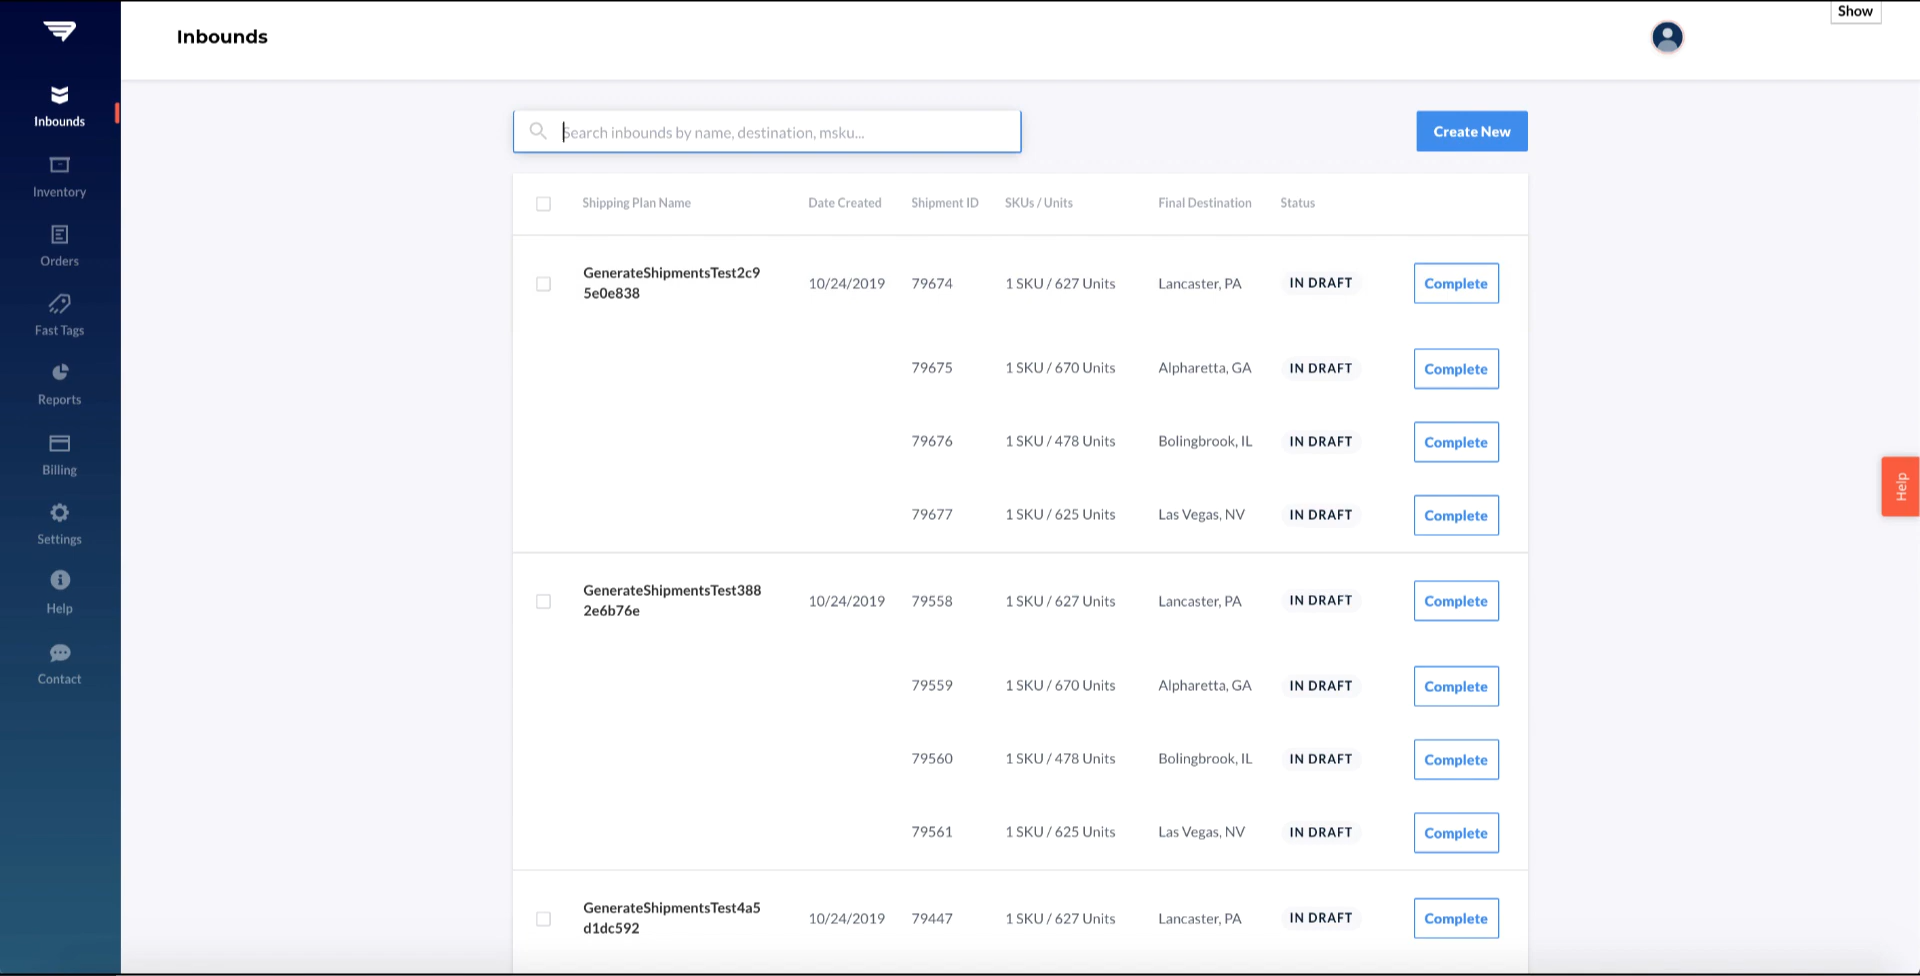 Show
Inbounds
Inbounds
Inventory
Orders
Fast Tags
Reports
Billing
Settings
Help
Contact
Search inbounds by name, destination, msku...
Create New
Shipping Plan Name Date Created Shipment ID SKUs / Units Final Destination Status
GenerateShipmentsTest2c9
5e0e838
10/24/2019 79674 1 SKU / 627 Units Lancaster, PA IN DRAFT Complete
79675 1 SKU / 670 Units Alpharetta, GA IN DRAFT Complete
79676 1 SKU / 478 Units Bolingbrook, IL IN DRAFT Complete
79677 1 SKU / 625 Units Las Vegas, NV IN DRAFT Complete
GenerateShipmentsTest388
2e6b76e
10/24/2019 79558 1 SKU / 627 Units Lancaster, PA IN DRAFT Complete
79559 1 SKU / 670 Units Alpharetta, GA IN DRAFT Complete
79560 1 SKU / 478 Units Bolingbrook, IL IN DRAFT Complete
79561 1 SKU / 625 Units Las Vegas, NV IN DRAFT Complete
GenerateShipmentsTest4a5
d1dc592
10/24/2019 79447 1 SKU / 627 Units Lancaster, PA IN DRAFT Complete
Help